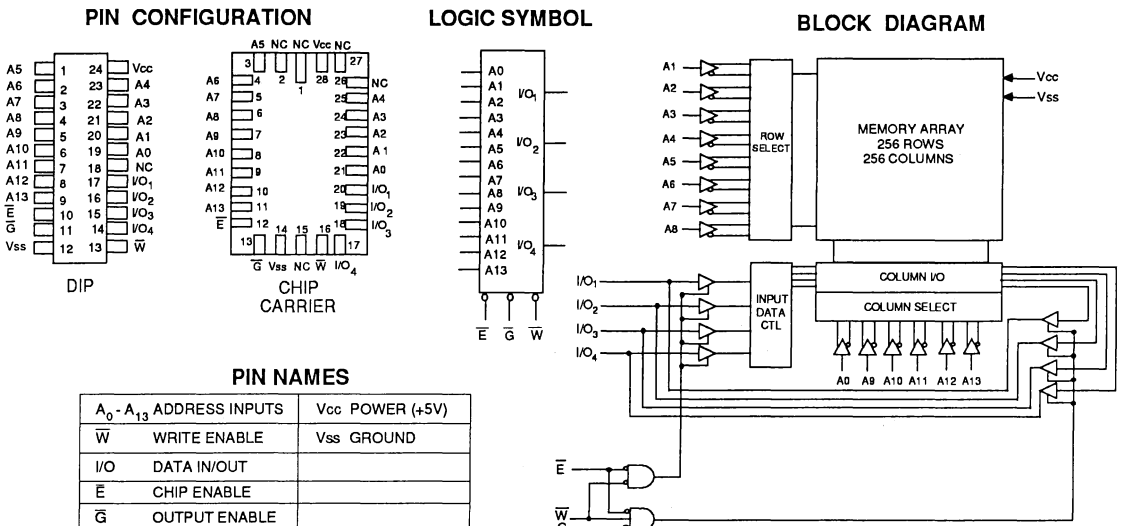 PIN CONFIGURATION
A5 1 24 Vcc
A6 2 23 A4
A7 3 22 A3
A8 4 21 A2
A9 5 20 A1
A10 6 19 A0
A11 7 18 NC
A12 8 17 I/O1
A13 9 16 I/O2
E̅ 10 15 I/O3
G̅ 11 14 I/O4
Vss 12 13 W̅
DIP
A5 NC NC Vcc NC
3 2 1 28 27
A6 4 26 NC
A7 5 25 A4
A8 6 24 A3
A9 7 23 A2
A10 8 22 A1
A11 9 21 A0
A12 10 20 I/O1
A13 11 19 I/O2
E̅ 12 18 I/O3
13 14 15 16 17
G̅ Vss NC W̅ I/O4
CHIP
CARRIER
LOGIC SYMBOL
A0
A1
A2
A3
A4
A5
A6
A7
A8
A9
A10
A11
A12
A13
I/O1
I/O2
I/O3
I/O4
E̅ G̅ W̅
BLOCK DIAGRAM
A1
A2
A3
A4
A5
A6
A7
A8
ROW
SELECT
MEMORY ARRAY
256 ROWS
256 COLUMNS
Vcc
Vss
I/O1
I/O2
I/O3
I/O4
INPUT
DATA
CTL
COLUMN I/O
COLUMN SELECT
A0 A9 A10 A11 A12 A13
E̅
W̅
PIN NAMES
A0 - A13 ADDRESS INPUTS Vcc POWER (+5V)
W̅ WRITE ENABLE Vss GROUND
I/O DATA IN/OUT
E̅ CHIP ENABLE
G̅ OUTPUT ENABLE